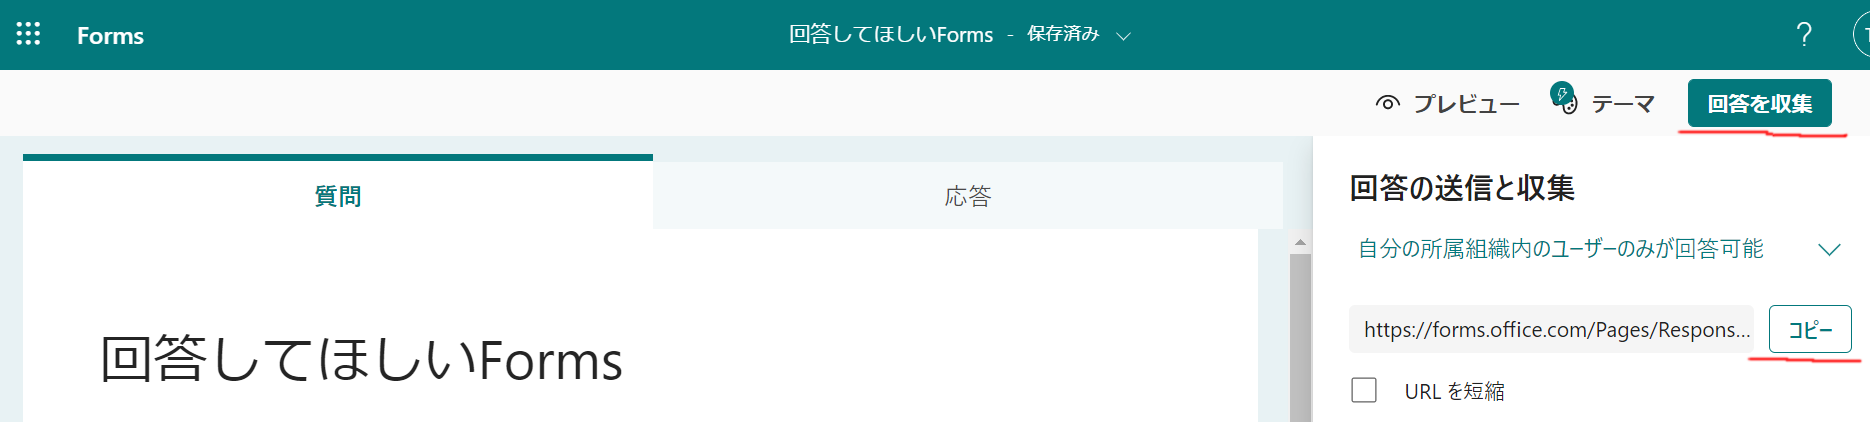 Forms
回答してほしいForms - 保存済み
?
プレビュー
テーマ
回答を収集
質問
応答
回答の送信と収集
自分の所属組織内のユーザーのみが回答可能
回答してほしいForms
https://forms.office.com/Pages/Respons...
コピー
URL を短縮